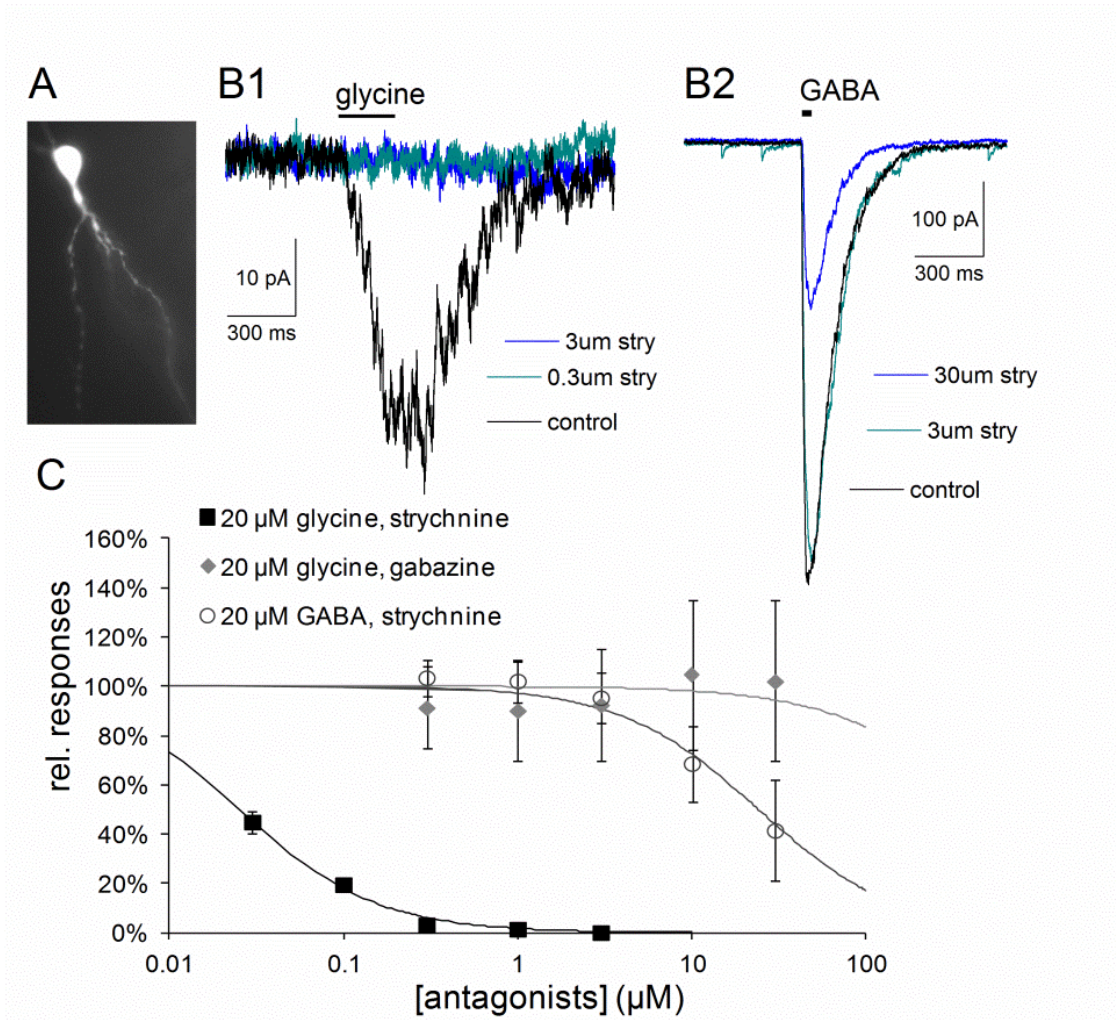 A
B1
glycine
10 pA
300 ms
3um stry
0.3um stry
control
B2
GABA
100 pA
300 ms
30um stry
3um stry
control
C
20 µM glycine, strychnine
20 µM glycine, gabazine
20 µM GABA, strychnine
rel. responses
160%
140%
120%
100%
80%
60%
40%
20%
0%
0.01 0.1 1 10 100
[antagonists] (µM)